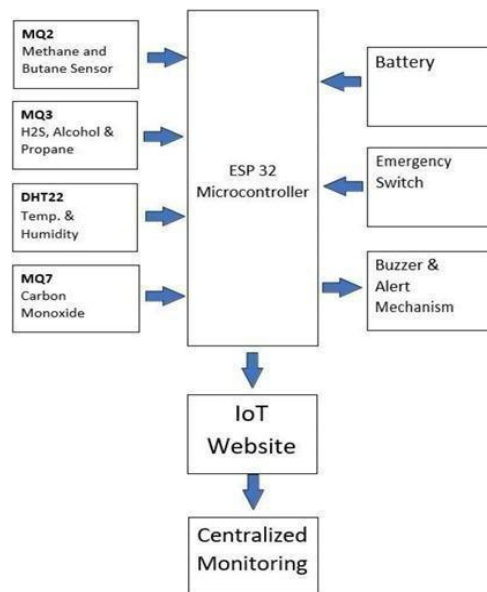 MQ2
Methane and
Butane Sensor
MQ3
H2S, Alcohol &
Propane
DHT22
Temp. &
Humidity
MQ7
Carbon
Monoxide
ESP 32
Microcontroller
Battery
Emergency
Switch
Buzzer &
Alert
Mechanism
IoT
Website
Centralized
Monitoring